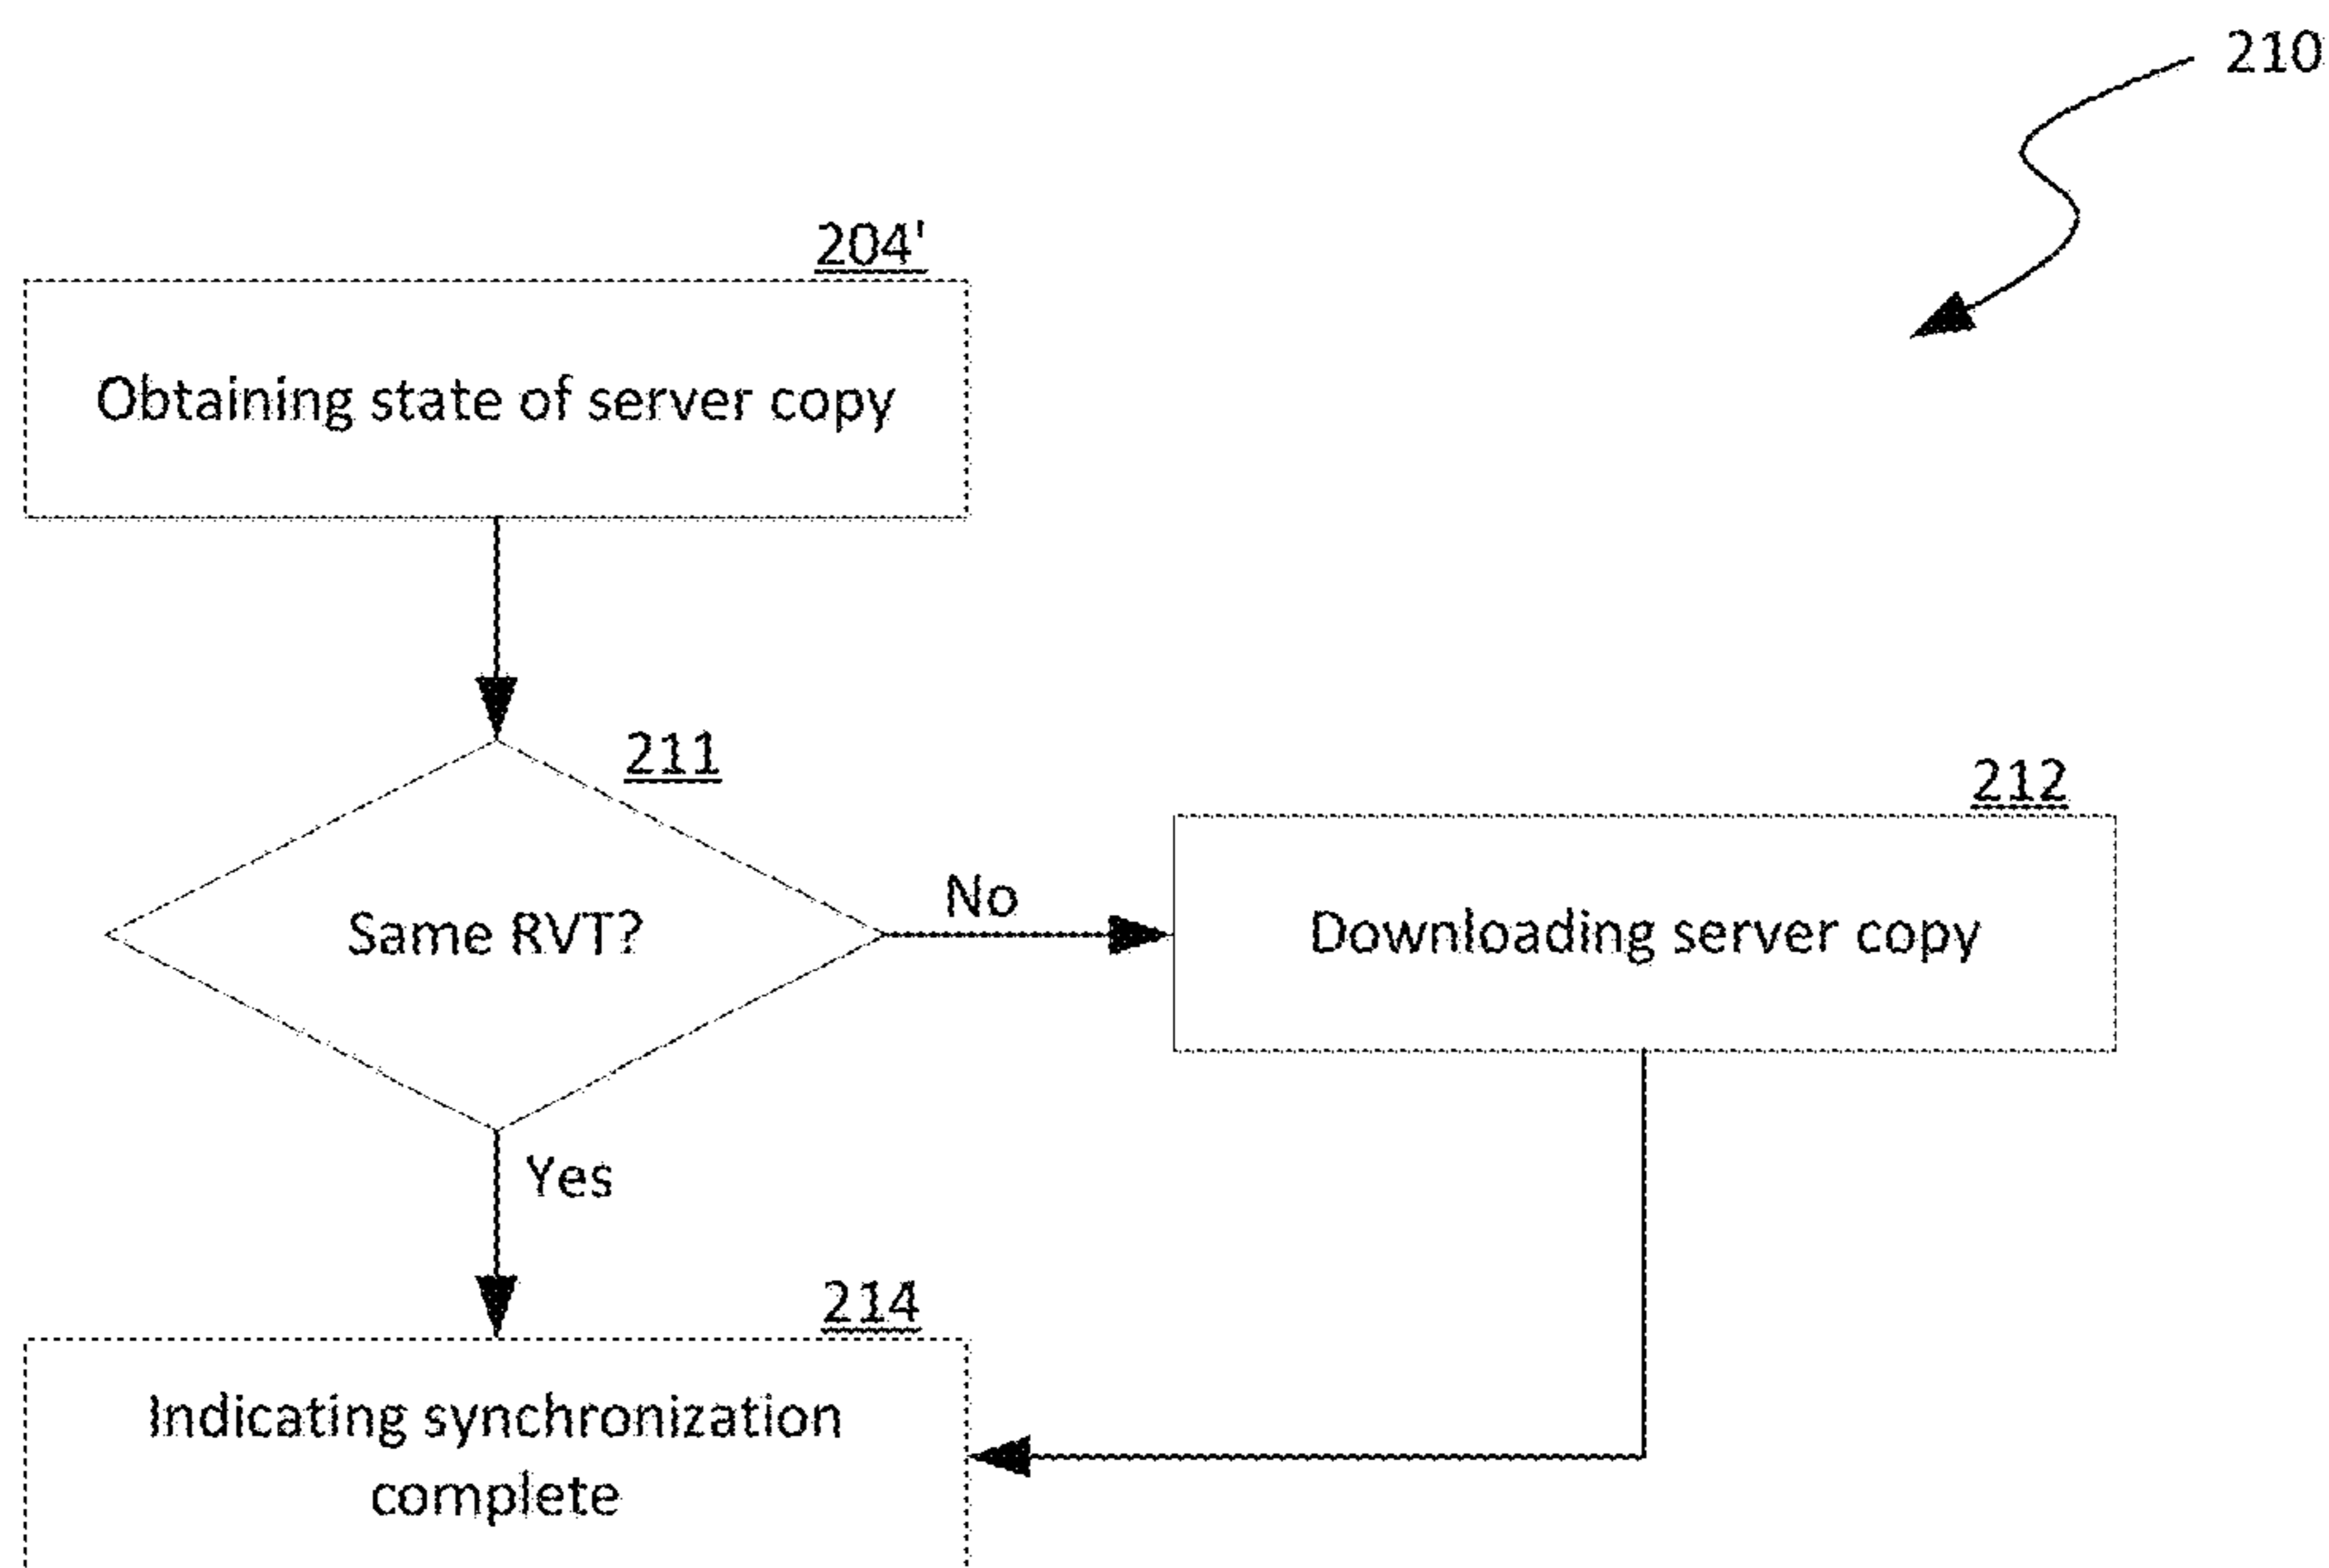 210
204'
Obtaining state of server copy
211
Same RVT?
No
212
Downloading server copy
Yes
214
Indicating synchronization
complete